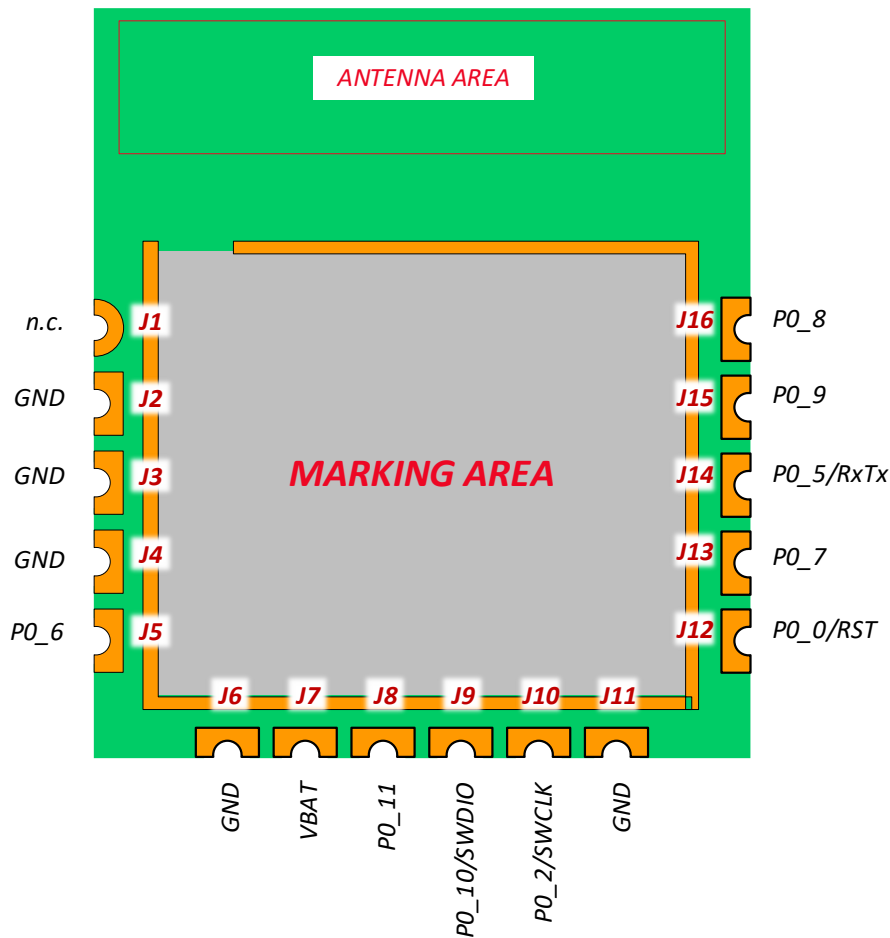 ANTENNA AREA
n.c.
J1
J16
P0_8
GND
J2
J15
P0_9
GND
J3
MARKING AREA
J14
P0_5/RxTx
GND
J4
J13
P0_7
P0_6
J5
J12
P0_0/RST
J6
J7
J8
J9
J10
J11
GND
VBAT
P0_11
P0_10/SWDIO
P0_2/SWCLK
GND